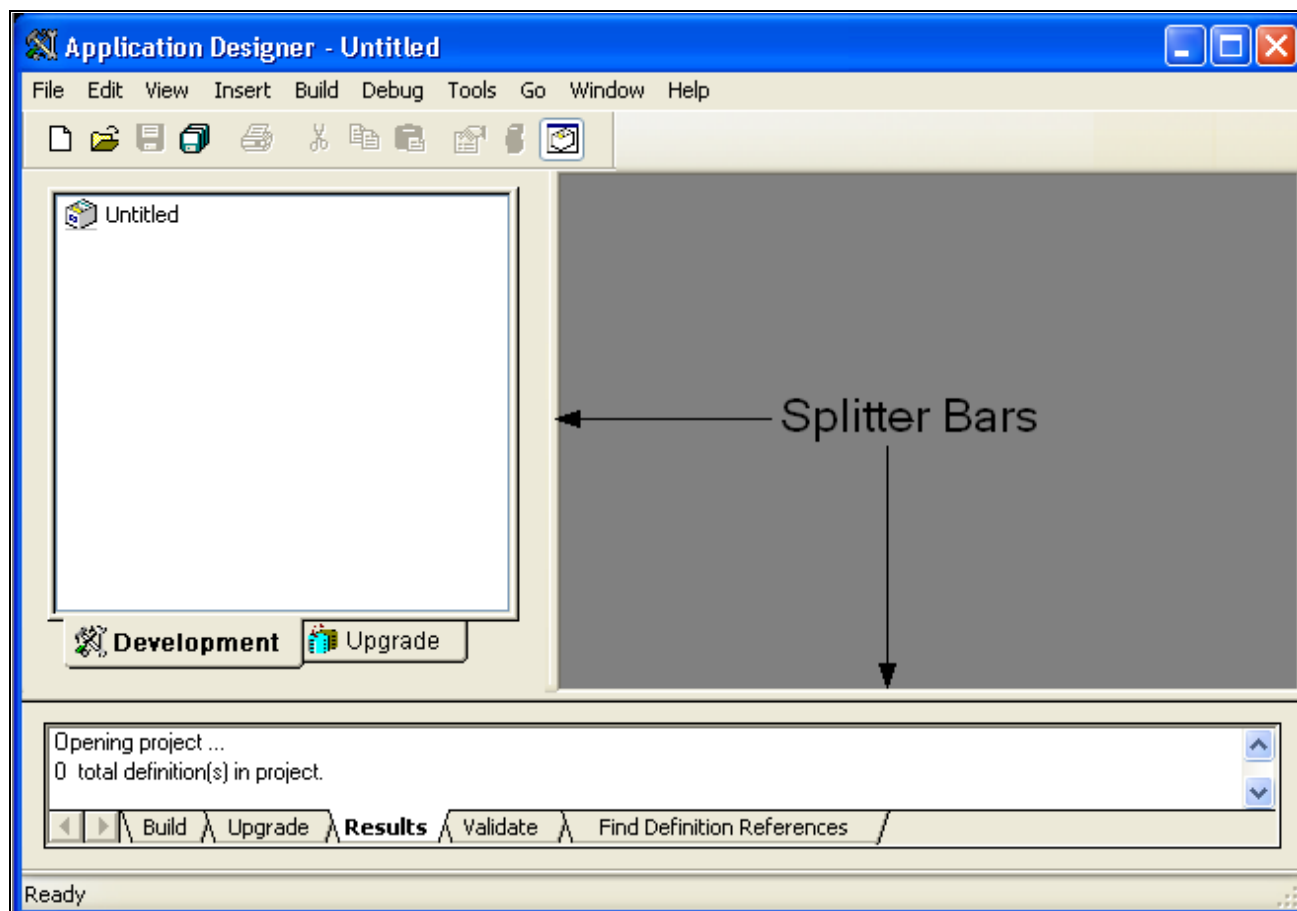 Application Designer - Untitled
File Edit View Insert Build Debug Tools Go Window Help
Untitled
Splitter Bars
Development Upgrade
Opening project ...
0 total definition(s) in project.
Build Upgrade Results Validate Find Definition References
Ready